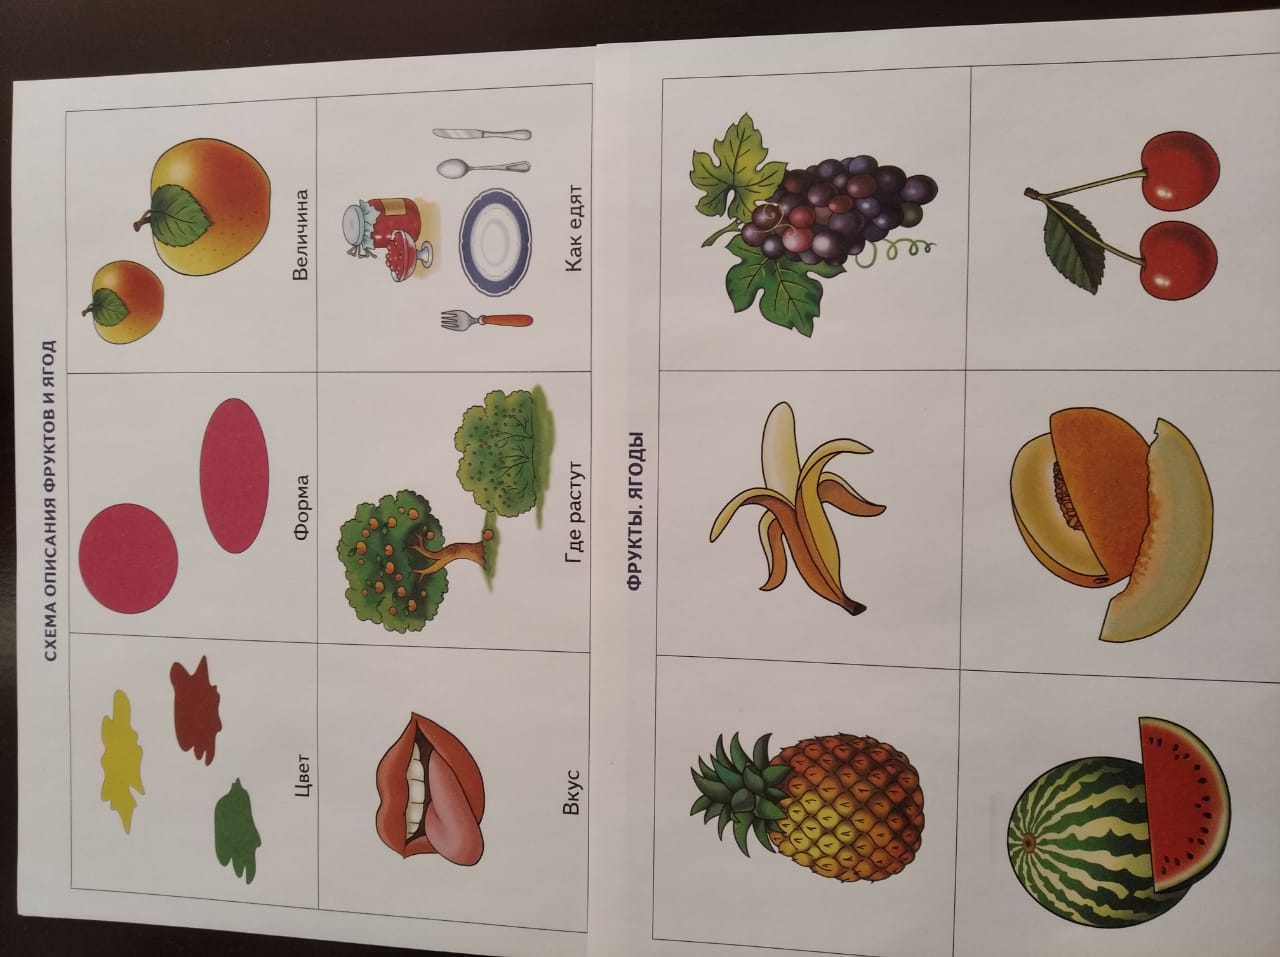 СХЕМА ОПИСАНИЯ ФРУКТОВ И ЯГОД
Цвет
Форма
Величина
Вкус
Где растут
Как едят
ФРУКТЫ. ЯГОДЫ